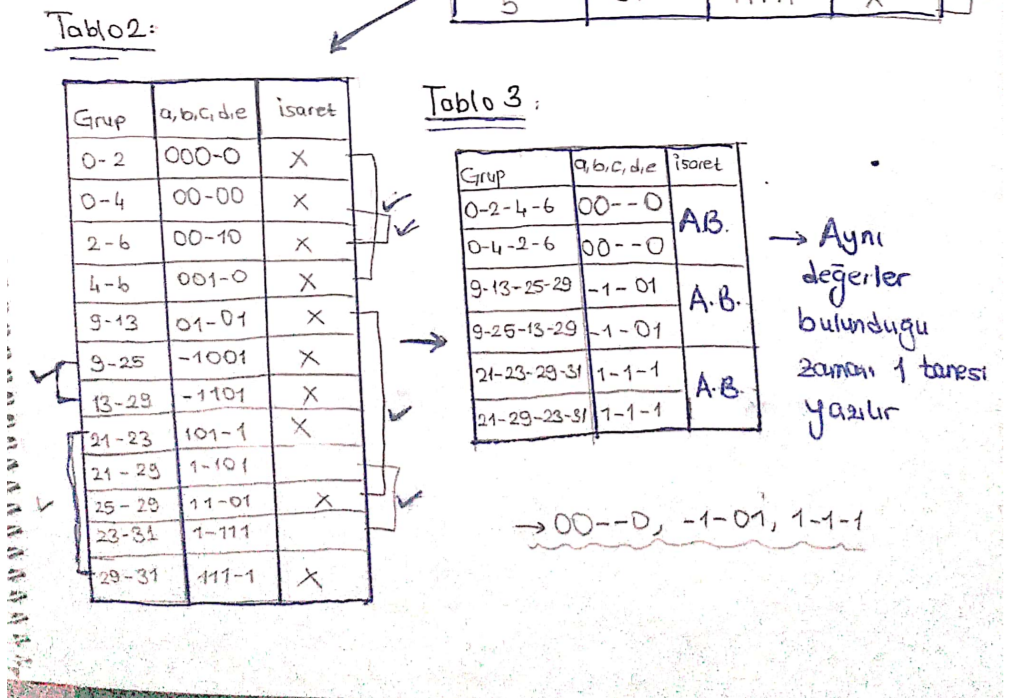 5 1111 X
Tablo2:
Grup a,b,c,d,e isaret
0-2 000-0 X
0-4 00-00 X
2-6 00-10 X
4-6 001-0 X
9-13 01-01 X
9-25 -1001 X
13-29 -1101 X
21-23 101-1 X
21-29 1-101
25-29 11-01 X
23-31 1-111
29-31 111-1 X
Tablo 3:
Grup a,b,c,d,e isaret
0-2-4-6 00--0 A.B.
0-4-2-6 00--0
9-13-25-29 -1-01 A.B.
9-25-13-29 -1-01
21-23-29-31 1-1-1 A.B.
21-29-23-31 1-1-1
→ Aynı
değerler
bulunduğu
zaman 1 tanesi
yazılır
→ 00--0, -1-01, 1-1-1